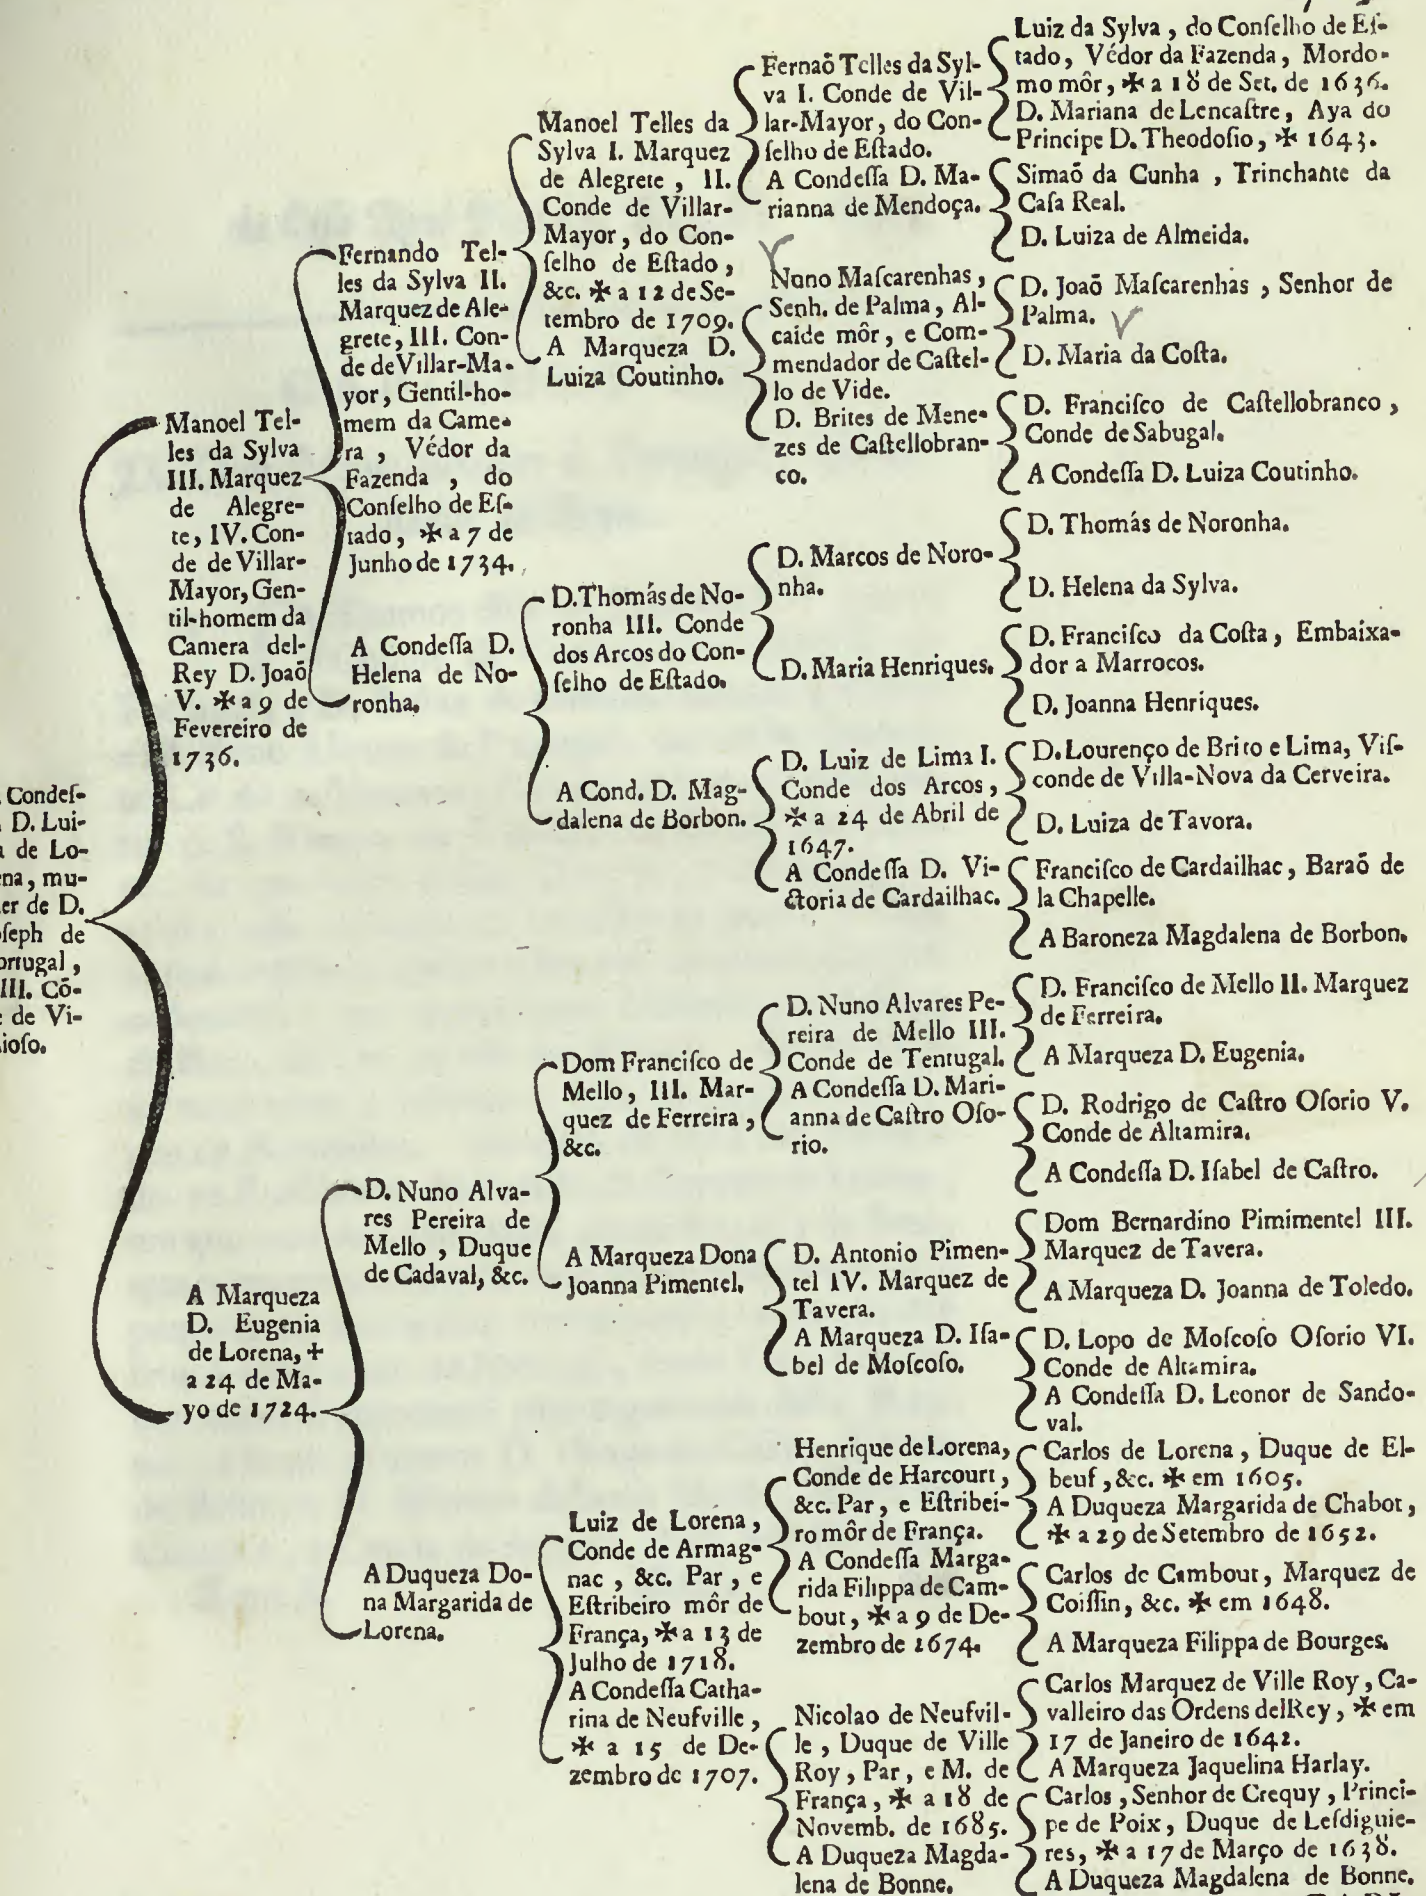 . Condeſ-
D. Lui-
de Lo-
ena, mu-
er de D.
oſeph de
ortugal,
III. Cõ-
e de Vi-
ioſo.
Manoel Tel-
les da Sylva
III. Marquez
de Alegre-
te, IV. Con-
de de Villar-
Mayor, Gen-
til-homem da
Camera del-
Rey D. Joaõ
V. ✠ a 9 de
Fevereiro de
1736.
A Marqueza
D. Eugenia
de Lorena, +
a 24 de Ma-
yo de 1724.
Fernando Tel-
les da Sylva II.
Marquez de Ale-
grete, III. Con-
de de Villar-Ma-
yor, Gentil-ho-
mem da Came-
ra, Védor da
Fazenda, do
Conſelho de Eſ-
tado, ✠ a 7 de
Junho de 1734.
A Condeſſa D.
Helena de No-
ronha.
D. Nuno Alva-
res Pereira de
Mello, Duque
de Cadaval, &c.
A Duqueza Do-
na Margarida de
Lorena.
Manoel Telles da
Sylva I. Marquez
de Alegrete, II.
Conde de Villar-
Mayor, do Con-
ſelho de Eſtado,
&c. ✠ a 12 de Se-
tembro de 1709.
A Marqueza D.
Luiza Coutinho.
D. Thomás de No-
ronha III. Conde
dos Arcos do Con-
ſelho de Eſtado.
A Cond. D. Mag-
dalena de Borbon.
Dom Franciſco de
Mello, III. Mar-
quez de Ferreira,
&c.
A Marqueza Dona
Joanna Pimentel.
Luiz de Lorena,
Conde de Armag-
nac, &c. Par, e
Eſtribeiro môr de
França, ✠ a 13 de
Julho de 1718.
A Condeſſa Catha-
rina de Neufville,
✠ a 15 de De-
zembro de 1707.
Fernaõ Telles da Syl-
va I. Conde de Vil-
lar-Mayor, do Con-
ſelho de Eſtado.
A Condeſſa D. Ma-
rianna de Mendoça.
Nuno Maſcarenhas,
Senh. de Palma, Al-
caide môr, e Com-
mendador de Caſtel-
lo de Vide.
D. Brites de Mene-
zes de Caſtellobran-
co.
D. Marcos de Noro-
nha.
D. Maria Henriques.
D. Luiz de Lima I.
Conde dos Arcos,
✠ a 24 de Abril de
1647.
A Condeſſa D. Vi-
ctoria de Cardailhac.
D. Nuno Alvares Pe-
reira de Mello III.
Conde de Tentugal.
A Condeſſa D. Mari-
anna de Caſtro Oſo-
rio.
D. Antonio Pimen-
tel IV. Marquez de
Tavera.
A Marqueza D. Iſa-
bel de Moſcoſo.
Henrique de Lorena,
Conde de Harcourt,
&c. Par, e Eſtribei-
ro môr de França.
A Condeſſa Marga-
rida Filippa de Cam-
bout, ✠ a 9 de De-
zembro de 1674.
Nicolao de Neufvil-
le, Duque de Ville
Roy, Par, e M. de
França, ✠ a 18 de
Novemb. de 1685.
A Duqueza Magda-
lena de Bonne.
Luiz da Sylva, do Conſelho de Eſ-
tado, Védor da Fazenda, Mordo-
mo môr, ✠ a 18 de Set. de 1636.
D. Mariana de Lencaſtre, Aya do
Principe D. Theodoſio, ✠ 1643.
Simaõ da Cunha, Trinchante da
Caſa Real.
D. Luiza de Almeida.
D. Joaõ Maſcarenhas, Senhor de
Palma.
D. Maria da Coſta.
D. Franciſco de Caſtellobranco,
Conde de Sabugal.
A Condeſſa D. Luiza Coutinho.
D. Thomás de Noronha.
D. Helena da Sylva.
D. Franciſco da Coſta, Embaixa-
dor a Marrocos.
D. Joanna Henriques.
D. Lourenço de Brito e Lima, Viſ-
conde de Villa-Nova da Cerveira.
D. Luiza de Tavora.
Franciſco de Cardailhac, Baraõ de
la Chapelle.
A Baroneza Magdalena de Borbon.
D. Franciſco de Mello II. Marquez
de Ferreira.
A Marqueza D. Eugenia.
D. Rodrigo de Caſtro Oſorio V.
Conde de Altamira.
A Condeſſa D. Iſabel de Caſtro.
Dom Bernardino Pimimentel III.
Marquez de Tavera.
A Marqueza D. Joanna de Toledo.
D. Lopo de Moſcoſo Oſorio VI.
Conde de Altamira.
A Condeſſa D. Leonor de Sando-
val.
Carlos de Lorena, Duque de El-
beuf, &c. ✠ em 1605.
A Duqueza Margarida de Chabot,
✠ a 29 de Setembro de 1652.
Carlos de Cambout, Marquez de
Coiſſin, &c. ✠ em 1648.
A Marqueza Filippa de Bourges.
Carlos Marquez de Ville Roy, Ca-
valleiro das Ordens delRey, ✠ em
17 de Janeiro de 1642.
A Marqueza Jaquelina Harlay.
Carlos, Senhor de Crequy, Princi-
pe de Poix, Duque de Leſdiguie-
res, ✠ a 17 de Março de 1638.
A Duqueza Magdalena de Bonne.